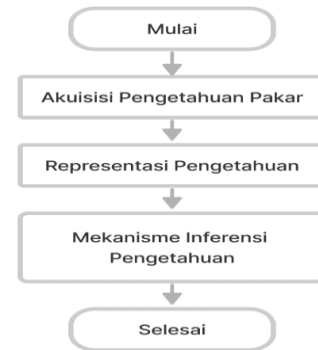 Mulai
Akuisisi Pengetahuan Pakar
Representasi Pengetahuan
Mekanisme Inferensi
Pengetahuan
Selesai